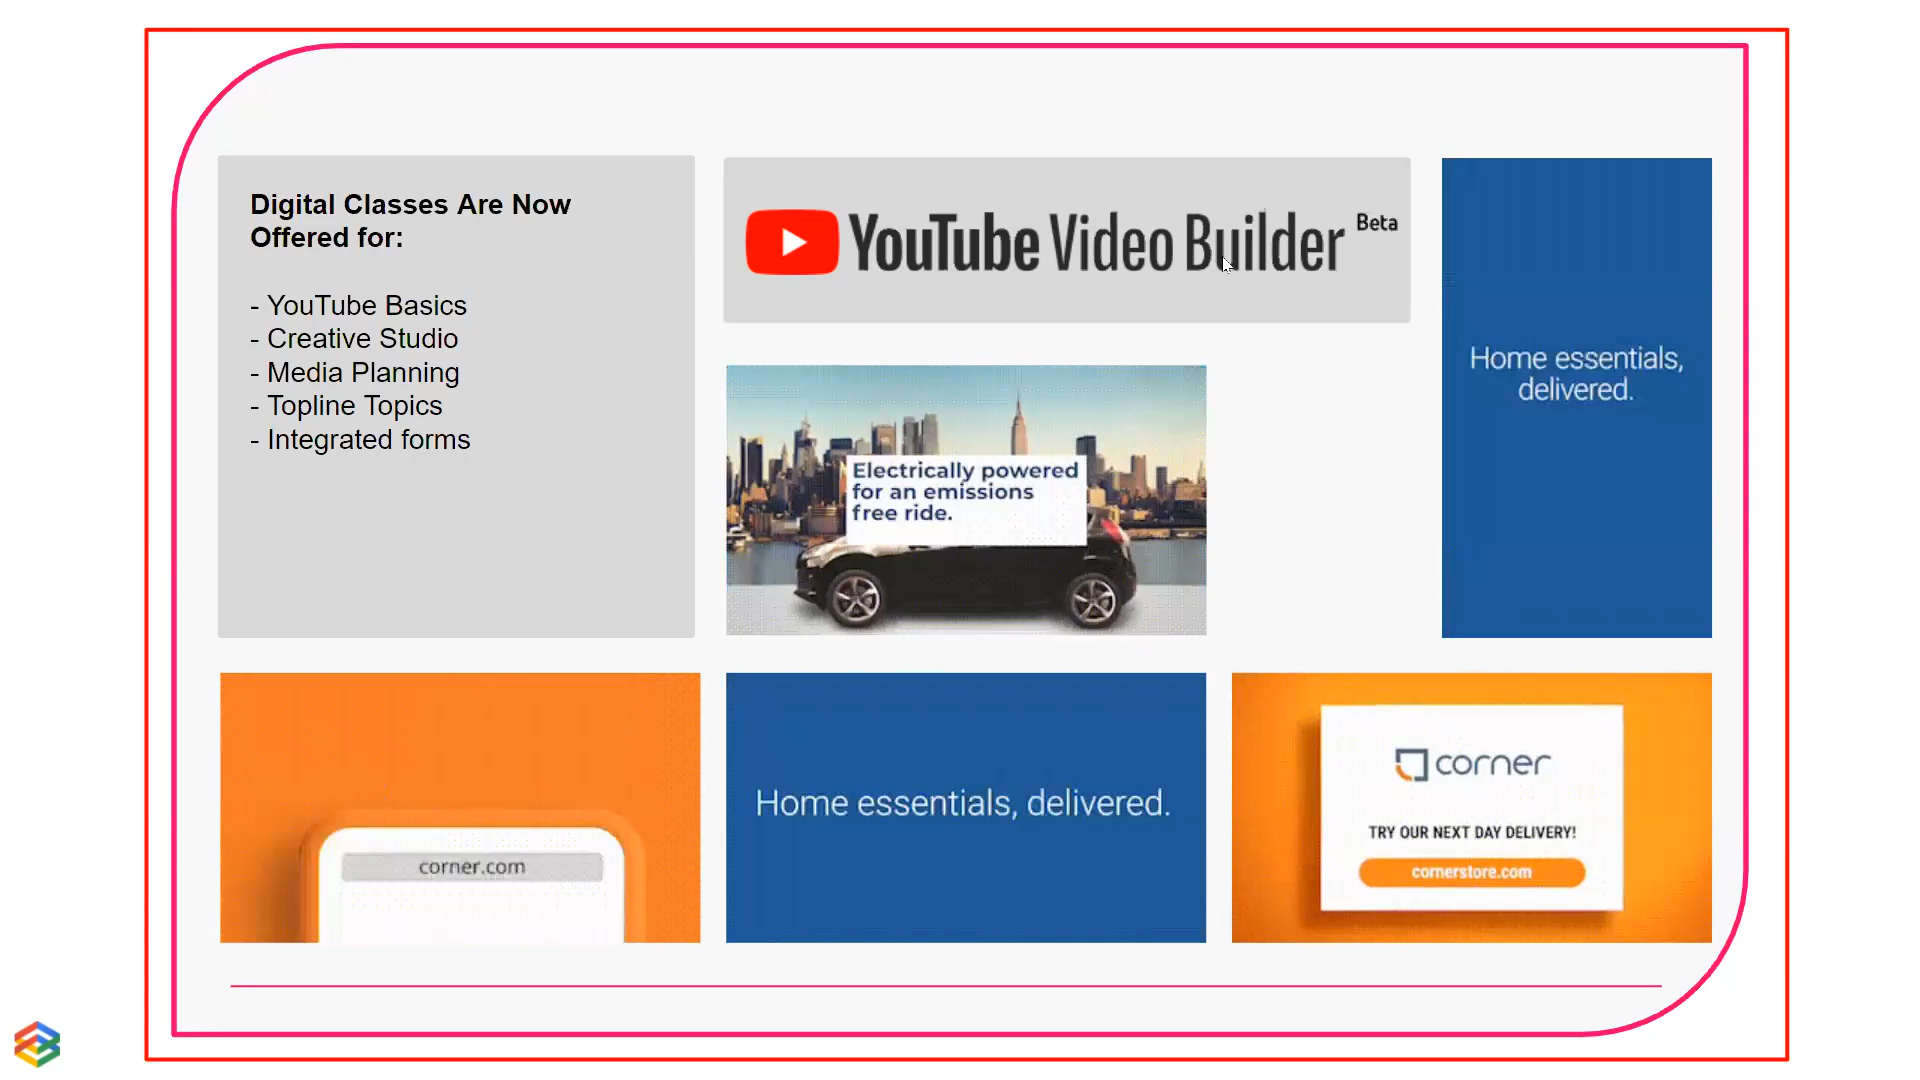 Digital Classes Are Now
Offered for:
- YouTube Basics
- Creative Studio
- Media Planning
- Topline Topics
- Integrated forms
YouTube Video Builder Beta
Electrically powered
for an emissions
free ride.
Home essentials,
delivered.
corner.com
Home essentials, delivered.
corner
TRY OUR NEXT DAY DELIVERY!
cornerstore.com